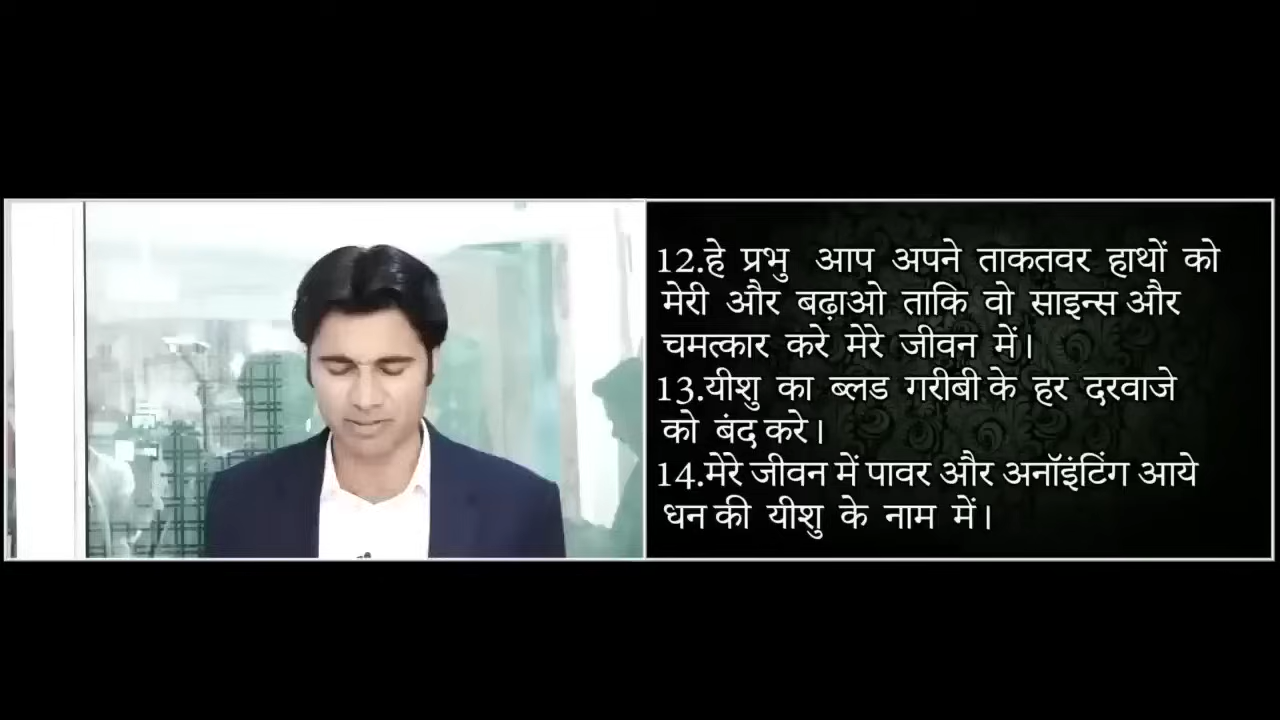 12.हे प्रभु आप अपने ताकतवर हाथों को
मेरी और बढ़ाओ ताकि वो साइन्स और
चमत्कार करे मेरे जीवन में।
13.यीशु का ब्लड गरीबी के हर दरवाजे
को बंद करे।
14.मेरे जीवन में पावर और अनॉइंटिंग आये
धन की यीशु के नाम में।